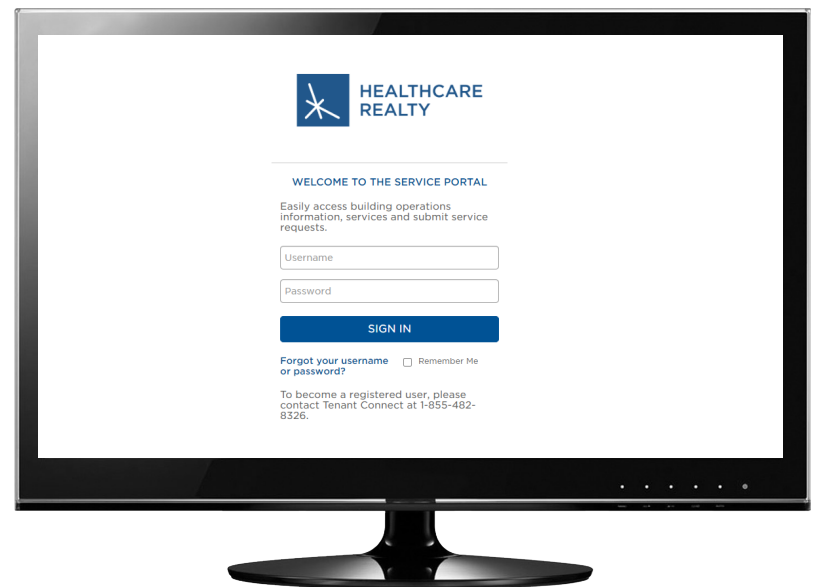 HEALTHCARE
REALTY
WELCOME TO THE SERVICE PORTAL
Easily access building operations
information, services and submit service
requests.
Username
Password
SIGN IN
Forgot your username
or password?
Remember Me
To become a registered user, please
contact Tenant Connect at 1-855-482-
8326.